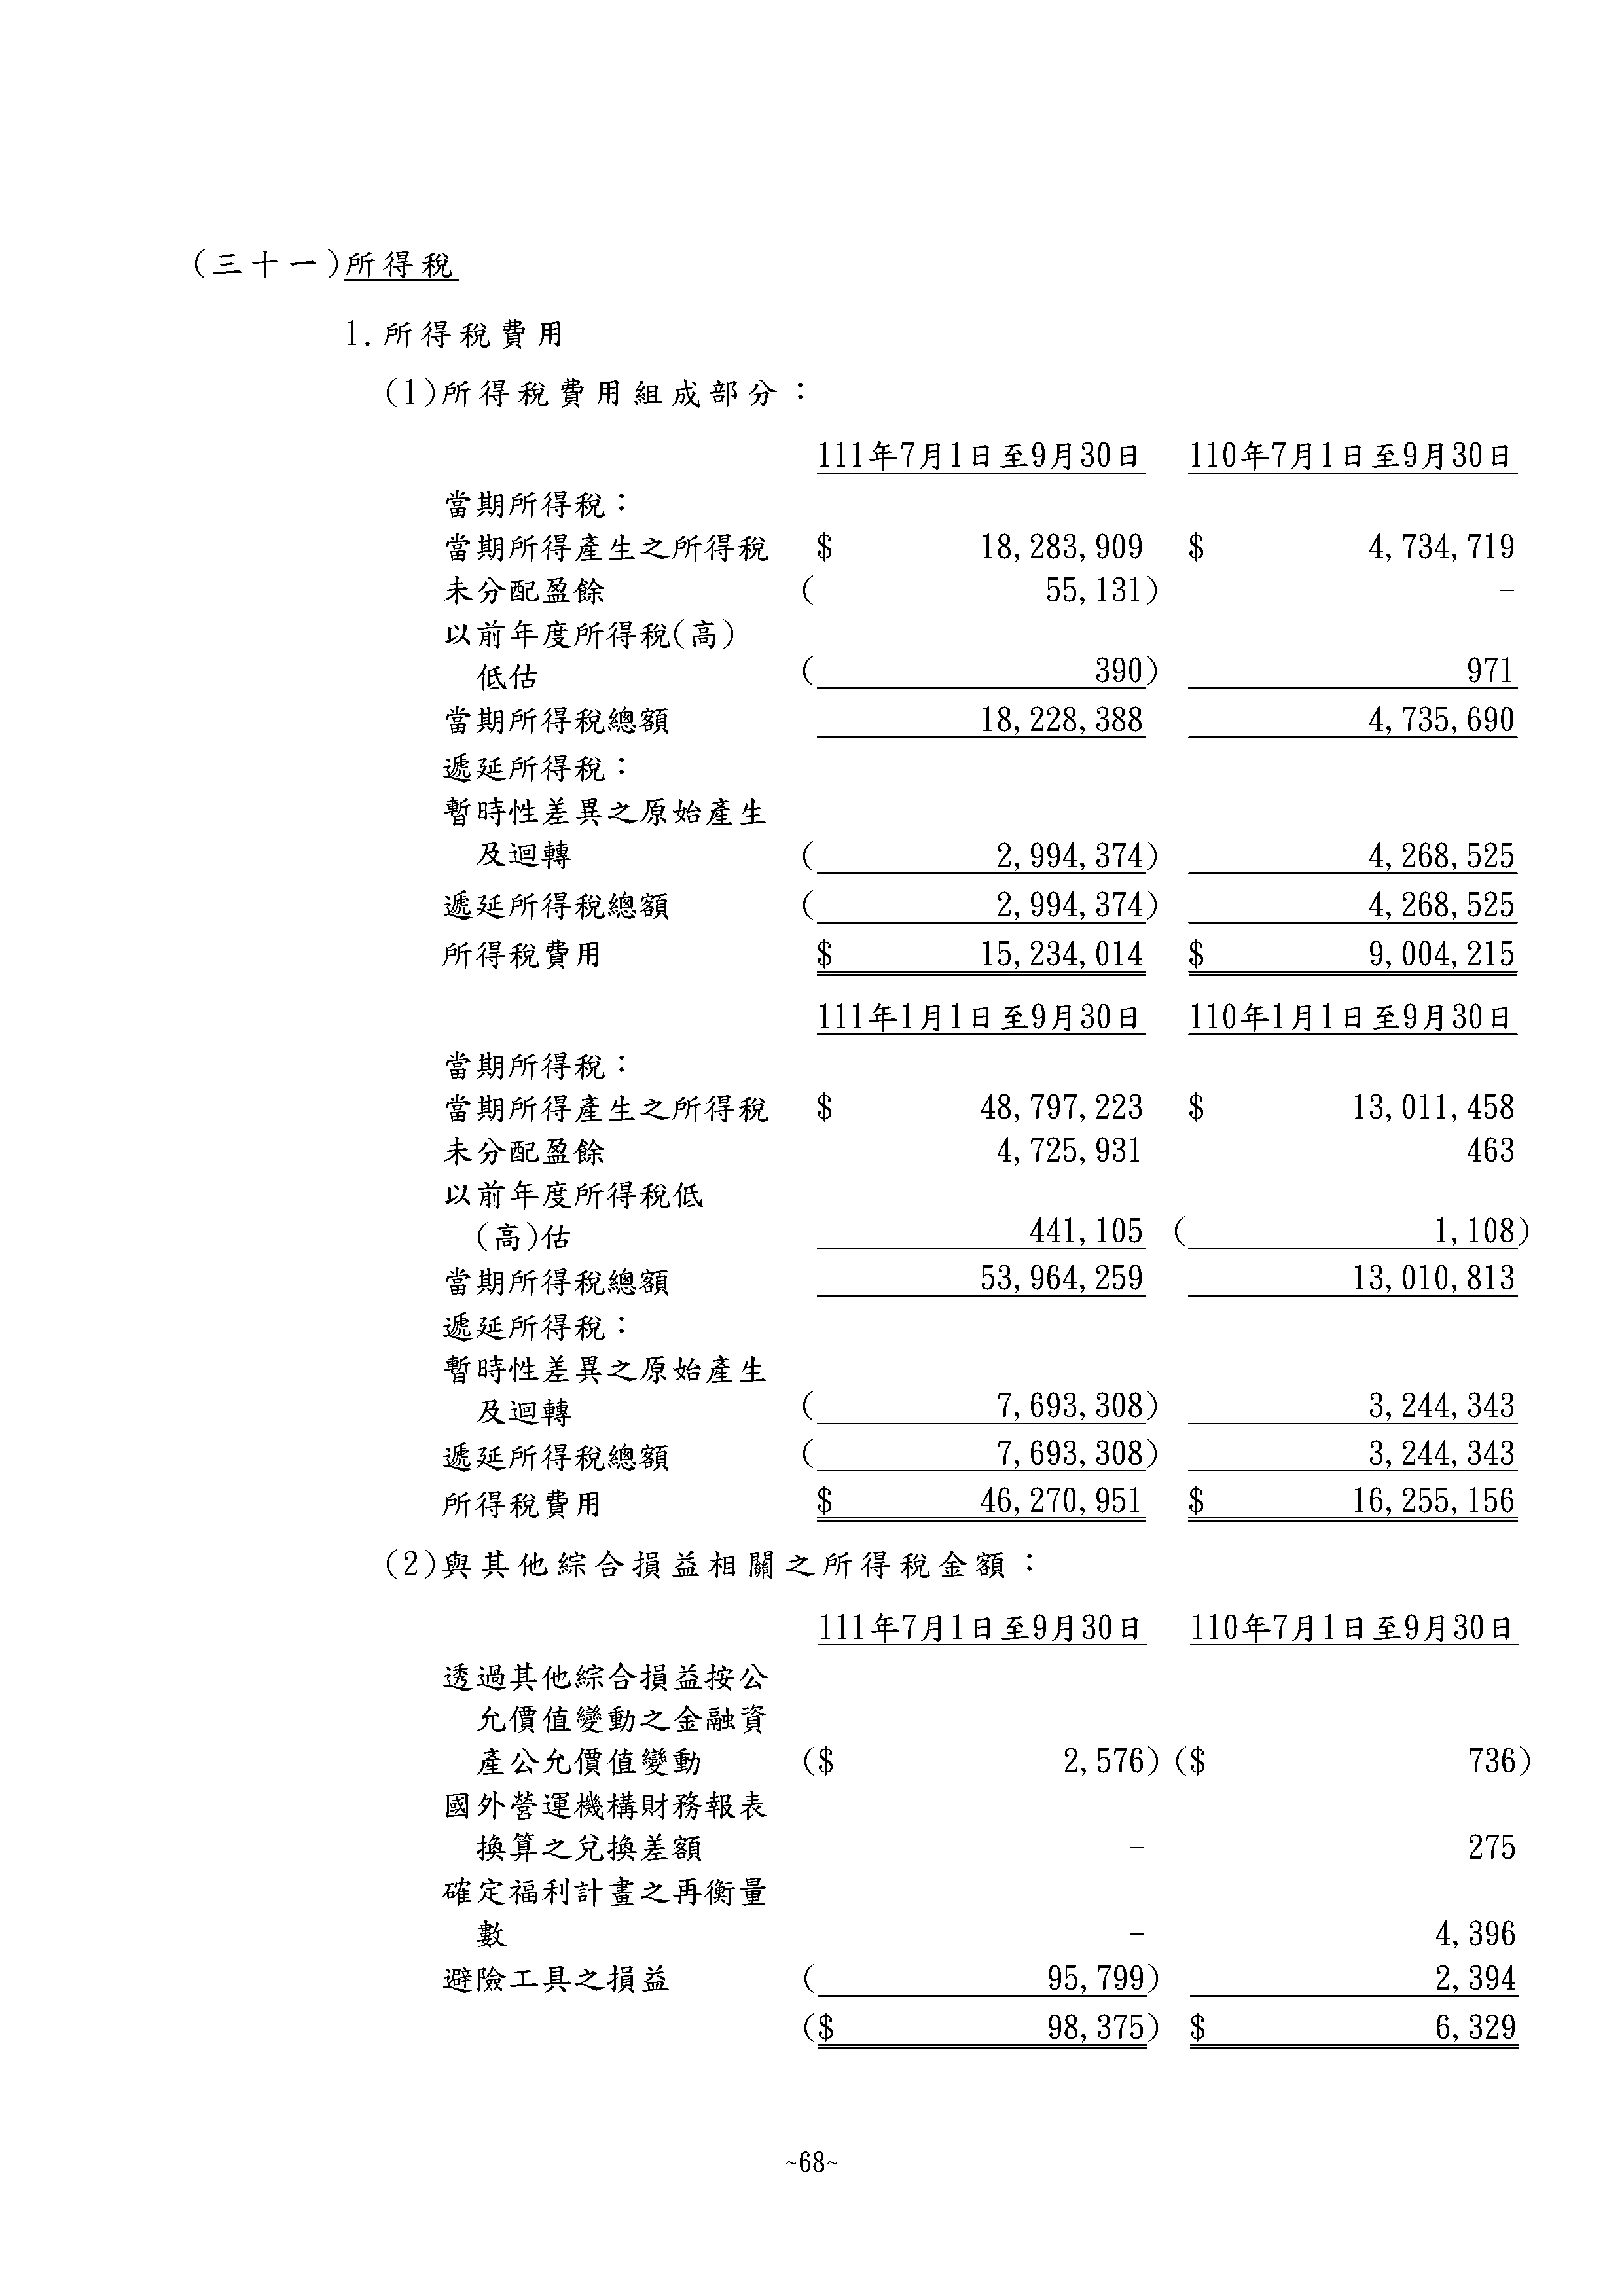 (三十一)所得稅
1.所得稅費用
(1)所得稅費用組成部分：
111年7月1日至9月30日 110年7月1日至9月30日
當期所得稅：
當期所得產生之所得稅 $ 18,283,909 $ 4,734,719
未分配盈餘 ( 55,131) -
以前年度所得稅(高)
低估 ( 390) 971
當期所得稅總額 18,228,388 4,735,690
遞延所得稅：
暫時性差異之原始產生
及迴轉 ( 2,994,374) 4,268,525
遞延所得稅總額 ( 2,994,374) 4,268,525
所得稅費用 $ 15,234,014 $ 9,004,215
111年1月1日至9月30日 110年1月1日至9月30日
當期所得稅：
當期所得產生之所得稅 $ 48,797,223 $ 13,011,458
未分配盈餘 4,725,931 463
以前年度所得稅低
(高)估 441,105 ( 1,108)
當期所得稅總額 53,964,259 13,010,813
遞延所得稅：
暫時性差異之原始產生
及迴轉 ( 7,693,308) 3,244,343
遞延所得稅總額 ( 7,693,308) 3,244,343
所得稅費用 $ 46,270,951 $ 16,255,156
(2)與其他綜合損益相關之所得稅金額：
111年7月1日至9月30日 110年7月1日至9月30日
透過其他綜合損益按公
允價值變動之金融資
產公允價值變動 ($ 2,576) ($ 736)
國外營運機構財務報表
換算之兌換差額 - 275
確定福利計畫之再衡量
數 - 4,396
避險工具之損益 ( 95,799) 2,394
($ 98,375) $ 6,329
~68~